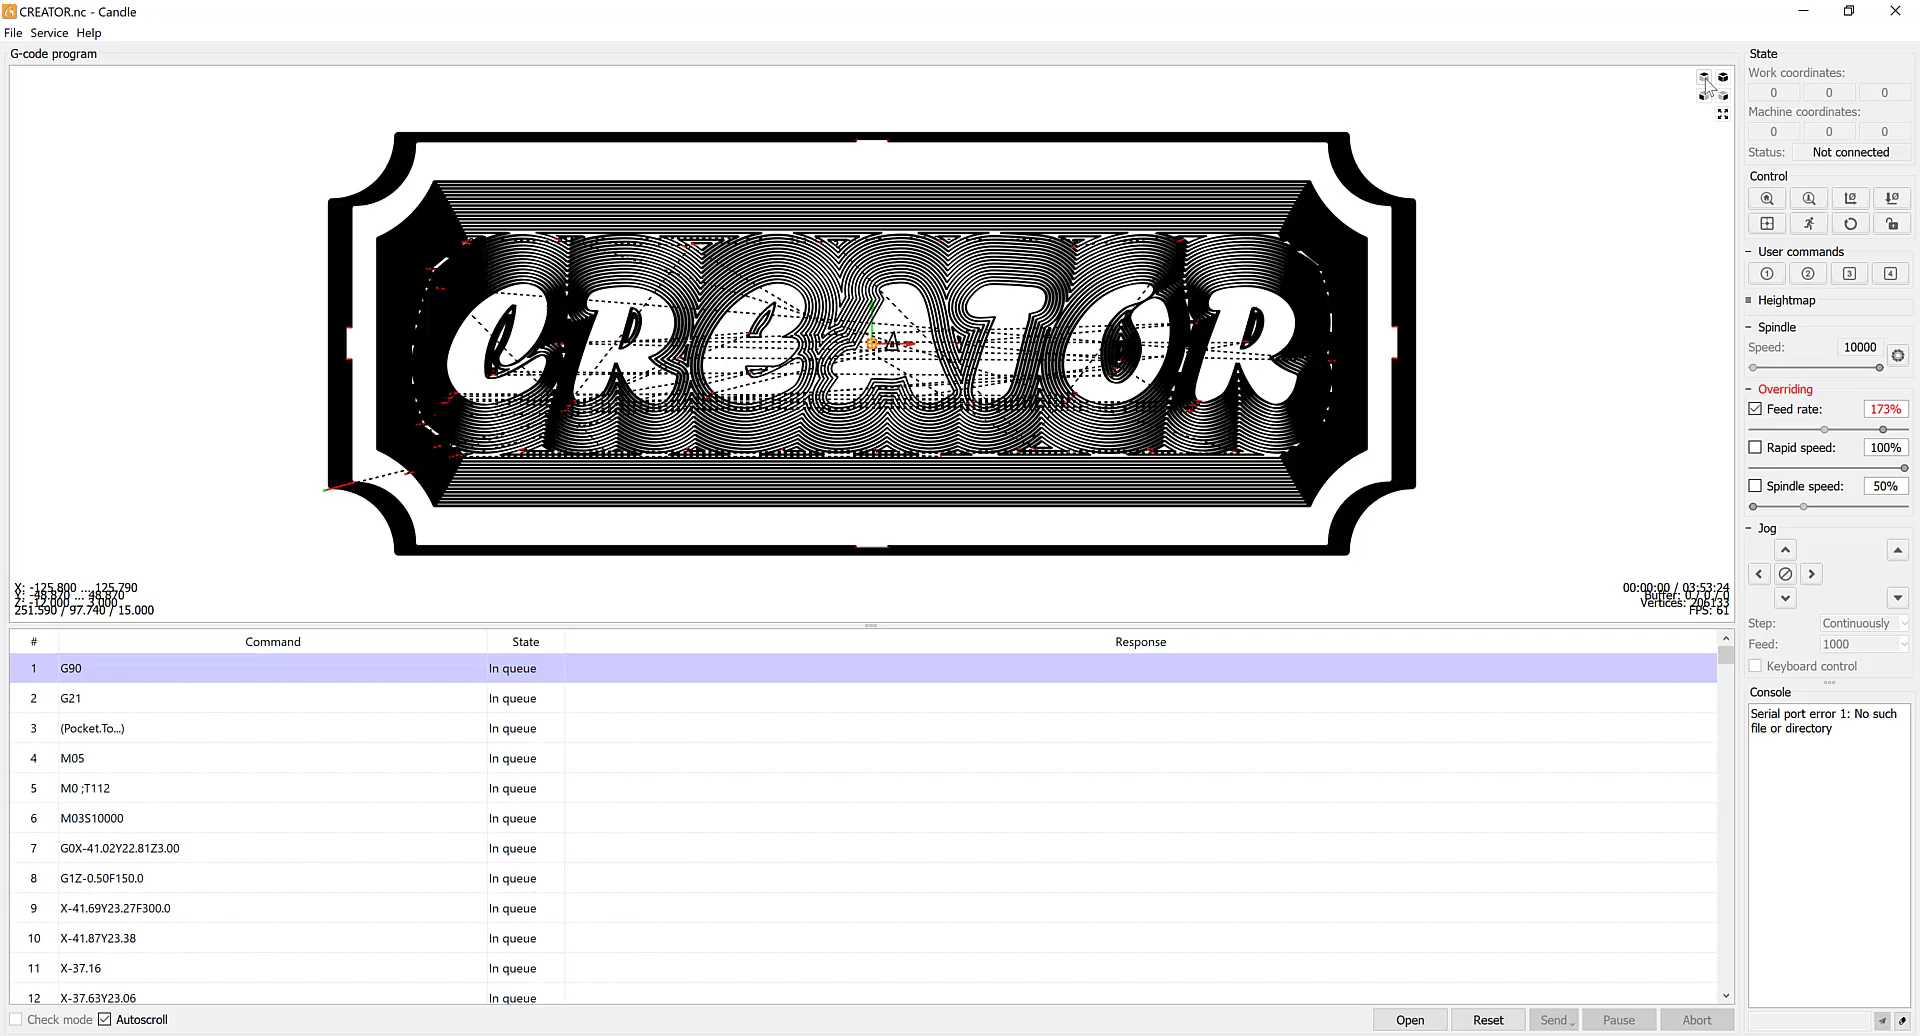 CREATOR.nc - Candle
File Service Help
G-code program
CREATOR
X: -125.800 ... 125.790
Y: -48.870 ... 48.870
Z: -12.000 ... 3.000
251.590 / 97.740 / 15.000
00:00:00 / 03:53:24
Buffer: 0 / 0 / 0
Vertices: 206133
FPS: 61
# Command State Response
1 G90 In queue
2 G21 In queue
3 (Pocket.To...) In queue
4 M05 In queue
5 M0 ;T112 In queue
6 M03S10000 In queue
7 G0X-41.02Y22.81Z3.00 In queue
8 G1Z-0.50F150.0 In queue
9 X-41.69Y23.27F300.0 In queue
10 X-41.87Y23.38 In queue
11 X-37.16 In queue
12 X-37.63Y23.06 In queue
Check mode Autoscroll
Open Reset Send Pause Abort
State
Work coordinates:
0 0 0
Machine coordinates:
0 0 0
Status: Not connected
Control
User commands
1 2 3 4
Heightmap
Spindle
Speed: 10000
Overriding
Feed rate: 173%
Rapid speed: 100%
Spindle speed: 50%
Jog
Step: Continuously
Feed: 1000
Keyboard control
Console
Serial port error 1: No such
file or directory